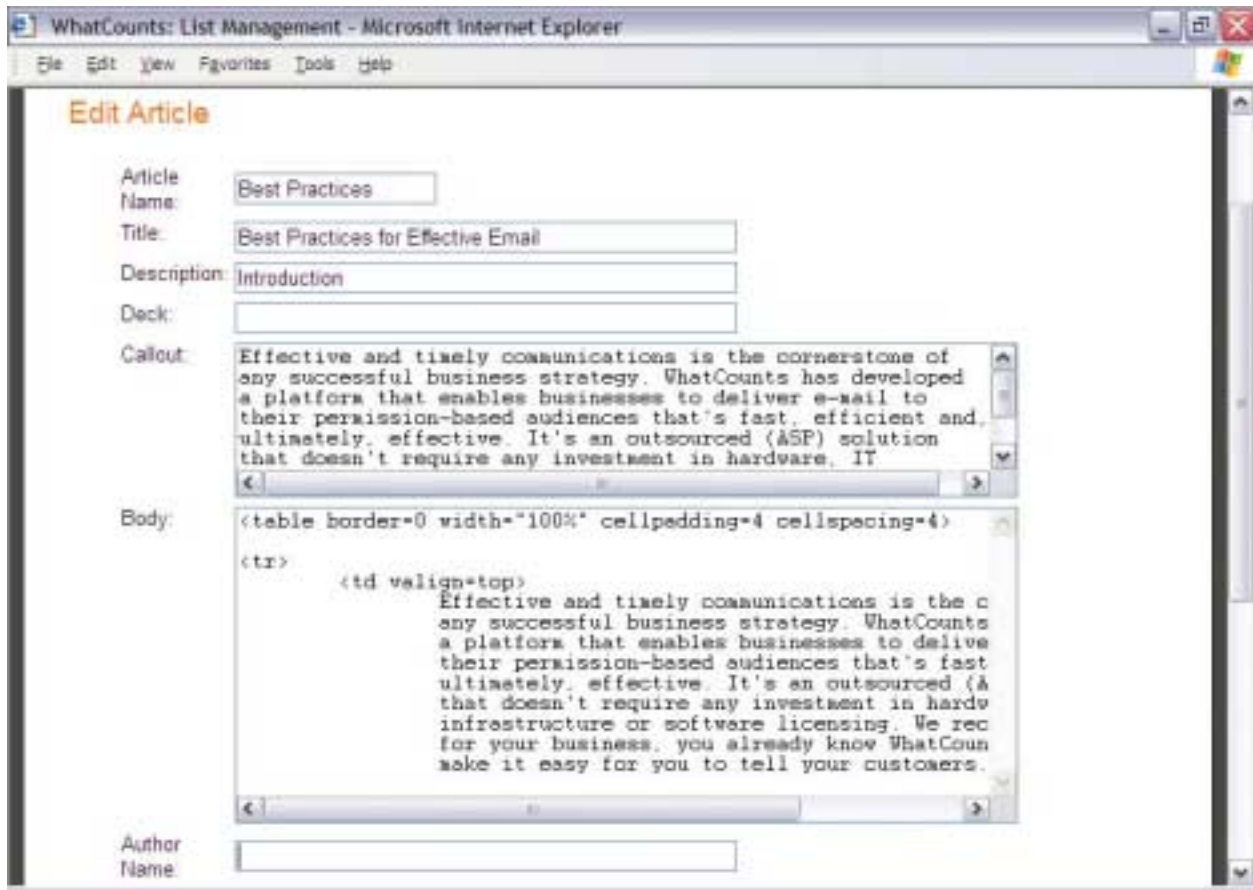 WhatCounts: List Management - Microsoft Internet Explorer
File Edit View Favorites Tools Help
Edit Article
Article
Name:
Best Practices
Title:
Best Practices for Effective Email
Description:
Introduction
Deck:
Callout:
Effective and timely communications is the cornerstone of
any successful business strategy. WhatCounts has developed
a platform that enables businesses to deliver e-mail to
their permission-based audiences that's fast, efficient and,
ultimately, effective. It's an outsourced (ASP) solution
that doesn't require any investment in hardware, IT
Body:
<table border=0 width="100%" cellpadding=4 cellspacing=4>
<tr>
<td valign=top>
Effective and timely communications is the c
any successful business strategy. WhatCounts
a platform that enables businesses to delive
their permission-based audiences that's fast
ultimately, effective. It's an outsourced (A
that doesn't require any investment in hardw
infrastructure or software licensing. We rec
for your business, you already know WhatCoun
make it easy for you to tell your customers.
Author
Name: